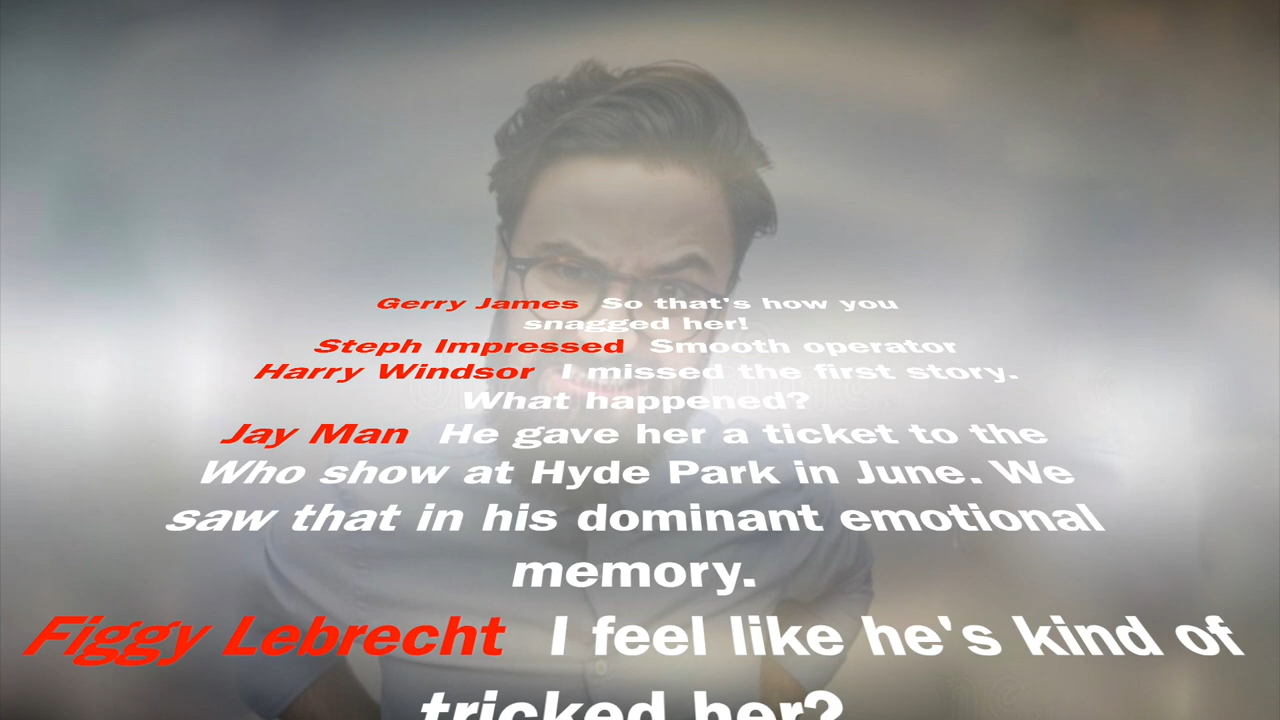 Gerry James So that's how you
snagged her!
Steph Impressed Smooth operator
Harry Windsor I missed the first story.
What happened?
Jay Man He gave her a ticket to the
Who show at Hyde Park in June. We
saw that in his dominant emotional
memory.
Figgy Lebrecht I feel like he's kind of
tricked her?